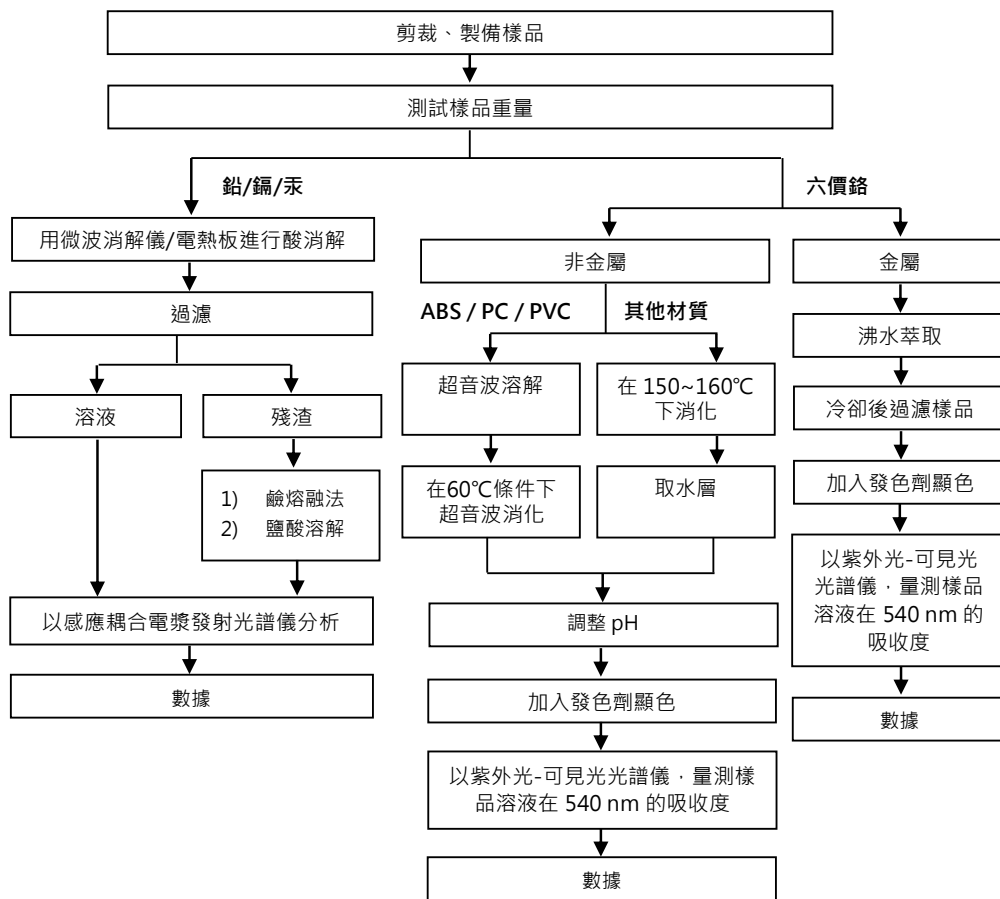 剪裁、製備樣品
測試樣品重量
鉛/鎘/汞
六價鉻
用微波消解儀/電熱板進行酸消解
非金屬
金屬
過濾
ABS / PC / PVC
其他材質
沸水萃取
溶液
殘渣
超音波溶解
在 150~160℃
下消化
冷卻後過濾樣品
1) 鹼熔融法
2) 鹽酸溶解
在60℃條件下
超音波消化
取水層
加入發色劑顯色
以感應耦合電漿發射光譜儀分析
調整 pH
以紫外光-可見光
光譜儀，量測樣品
溶液在 540 nm 的
吸收度
數據
加入發色劑顯色
數據
以紫外光-可見光光譜儀，量測樣
品溶液在 540 nm 的吸收度
數據